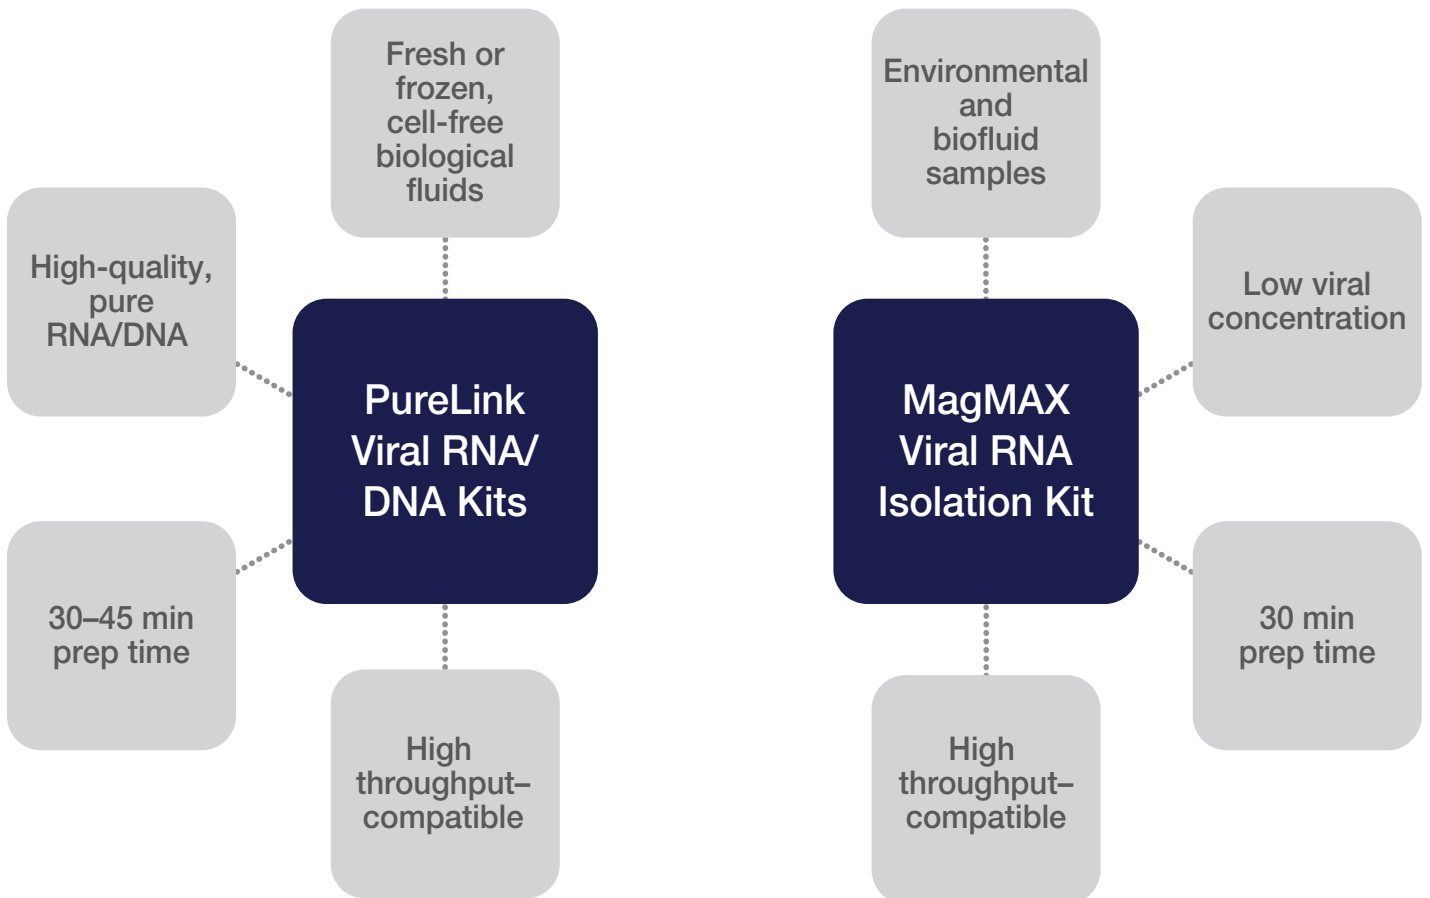 Fresh or
frozen,
cell-free
biological
fluids
High-quality,
pure
RNA/DNA
PureLink
Viral RNA/
DNA Kits
30–45 min
prep time
High
throughput–
compatible
Environmental
and
biofluid
samples
Low viral
concentration
MagMAX
Viral RNA
Isolation Kit
30 min
prep time
High
throughput–
compatible